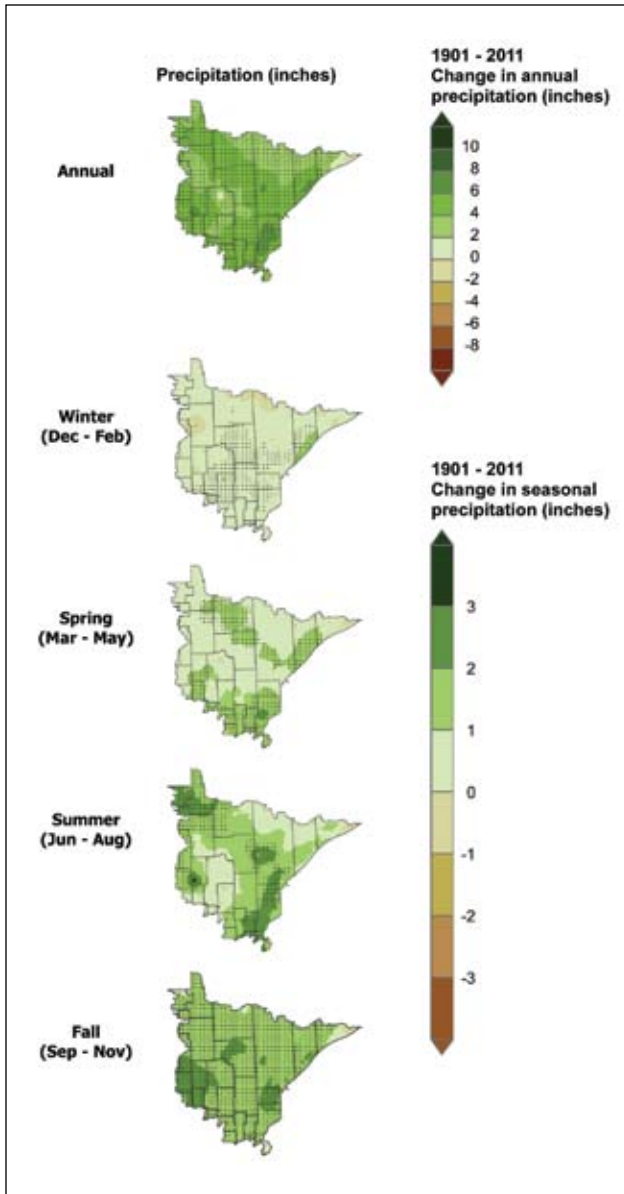 Precipitation (inches)
1901 - 2011
Change in annual
precipitation (inches)
10
8
6
4
2
0
-2
-4
-6
-8
Annual
Winter
(Dec - Feb)
1901 - 2011
Change in seasonal
precipitation (inches)
3
2
1
0
-1
-2
-3
Spring
(Mar - May)
Summer
(Jun - Aug)
Fall
(Sep - Nov)